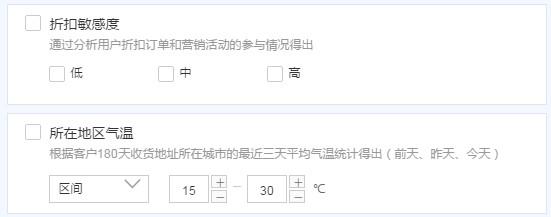 折扣敏感度
通过分析用户折扣订单和营销活动的参与情况得出
低 中 高
所在地区气温
根据客户180天收货地址所在城市的最近三天平均气温统计得出（前天、昨天、今天）
区间 15 + - — 30 + - ℃